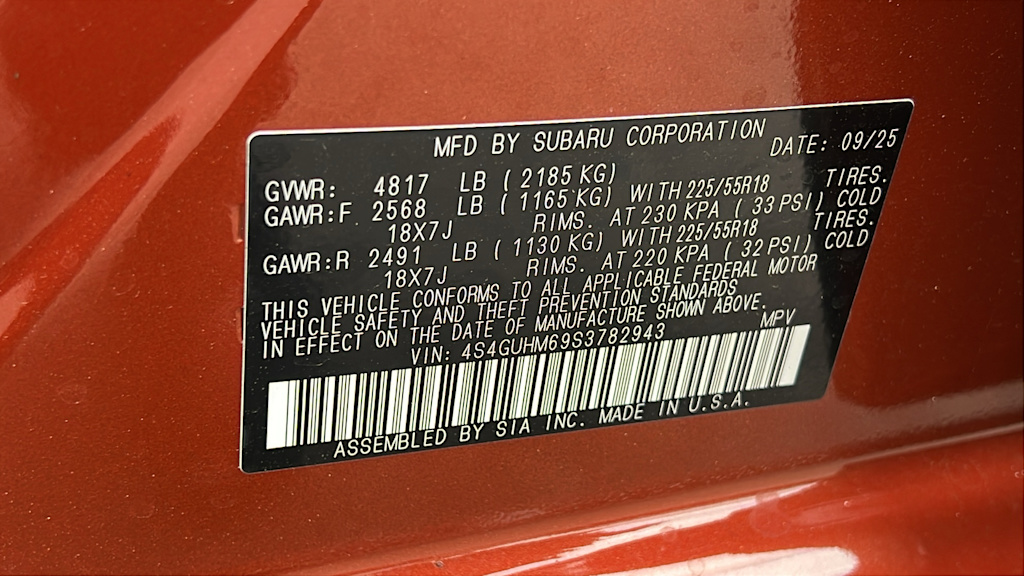 MFD BY SUBARU CORPORATION DATE: 09/25
GVWR: 4817 LB ( 2185 KG)
GAWR:F 2568 LB ( 1165 KG) WITH 225/55R18 TIRES.
18X7J RIMS. AT 230 KPA ( 33 PSI) COLD
GAWR:R 2491 LB ( 1130 KG) WITH 225/55R18 TIRES.
18X7J RIMS. AT 220 KPA ( 32 PSI) COLD
THIS VEHICLE CONFORMS TO ALL APPLICABLE FEDERAL MOTOR
VEHICLE SAFETY AND THEFT PREVENTION STANDARDS
IN EFFECT ON THE DATE OF MANUFACTURE SHOWN ABOVE.
VIN: 4S4GUHM69S3782943 MPV
ASSEMBLED BY SIA INC. MADE IN U.S.A.